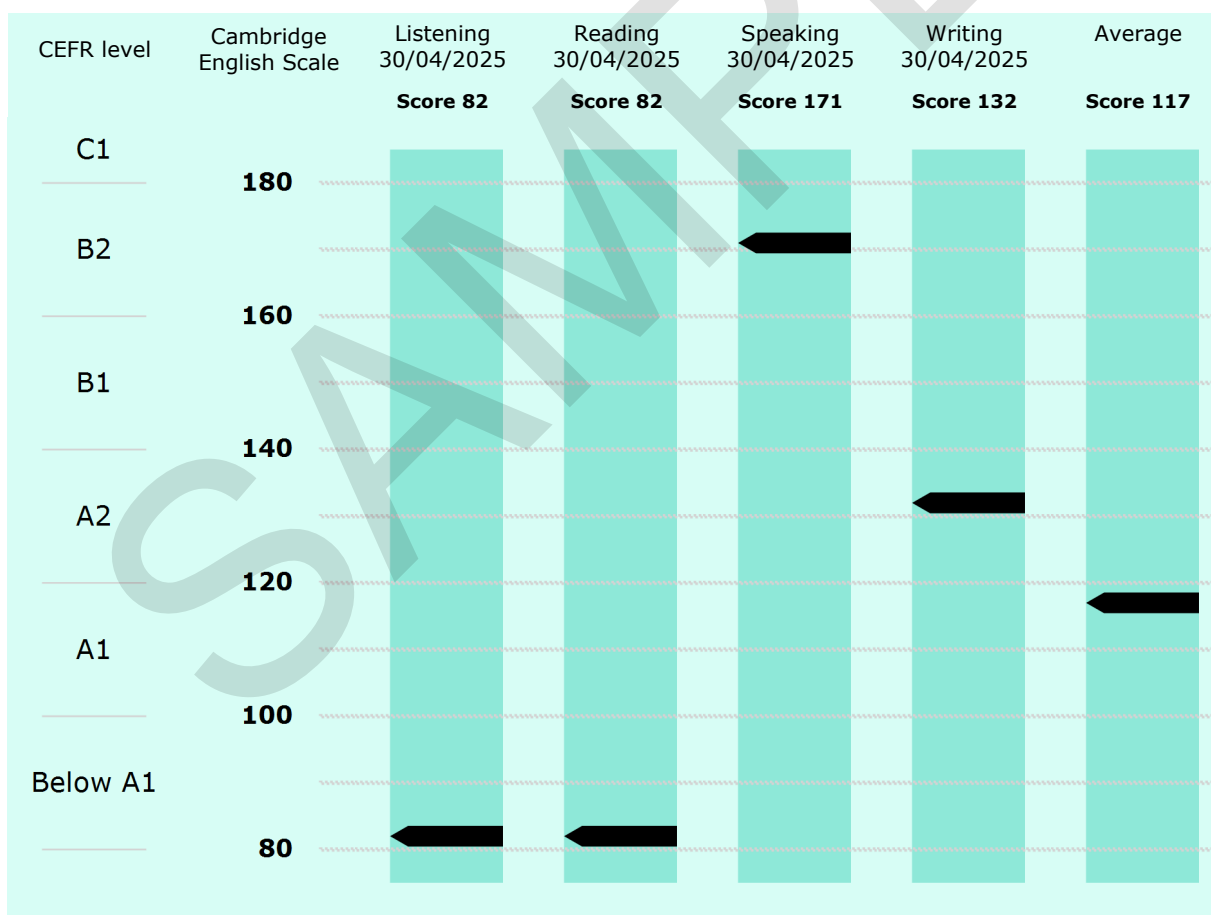 CEFR level
Cambridge
English Scale
Listening
30/04/2025
Score 82
Reading
30/04/2025
Score 82
Speaking
30/04/2025
Score 171
Writing
30/04/2025
Score 132
Average
Score 117
C1
180
B2
160
B1
140
A2
120
A1
100
Below A1
80
SAMPLE